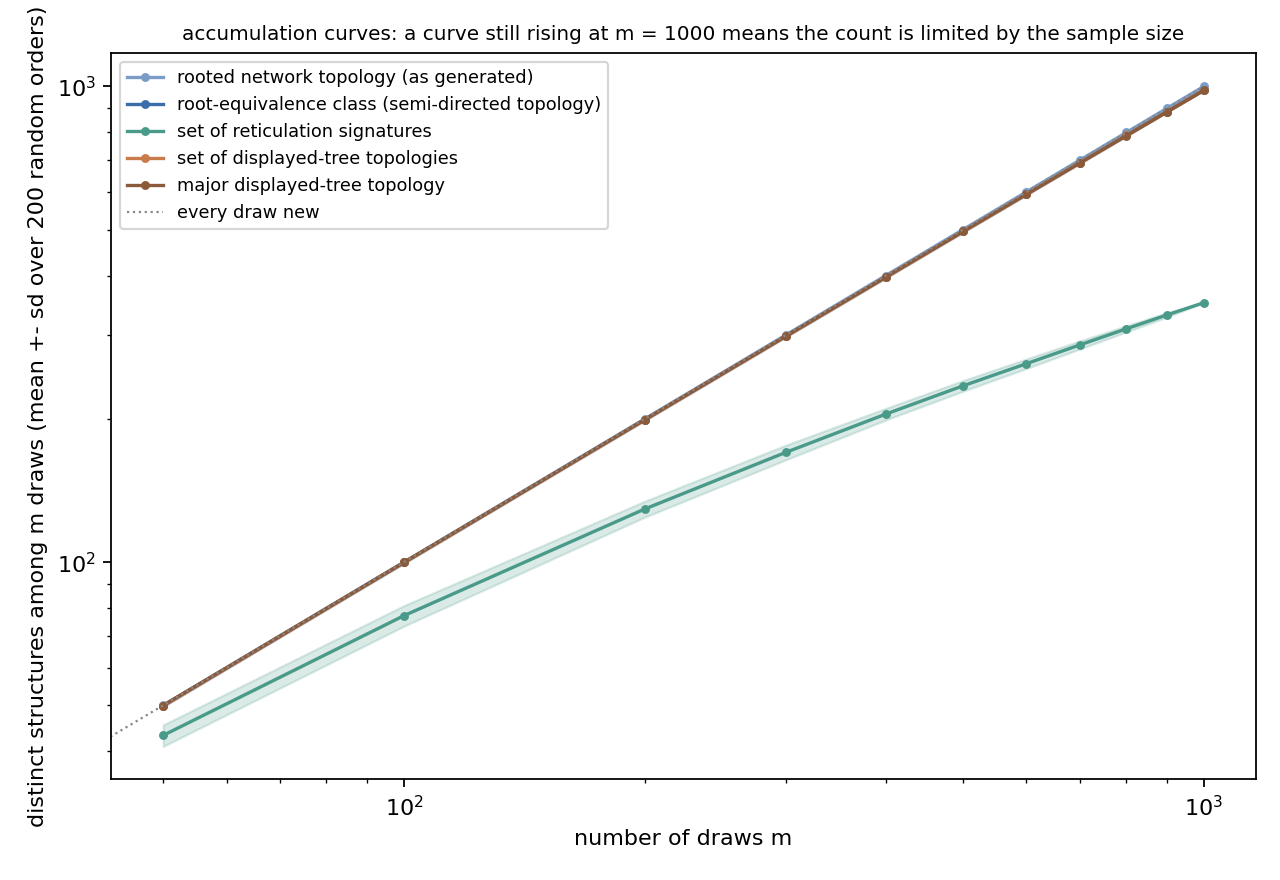 accumulation curves: a curve still rising at m = 1000 means the count is limited by the sample size
distinct structures among m draws (mean +- sd over 200 random orders)
10³
10²
rooted network topology (as generated)
root-equivalence class (semi-directed topology)
set of reticulation signatures
set of displayed-tree topologies
major displayed-tree topology
every draw new
10²
10³
number of draws m